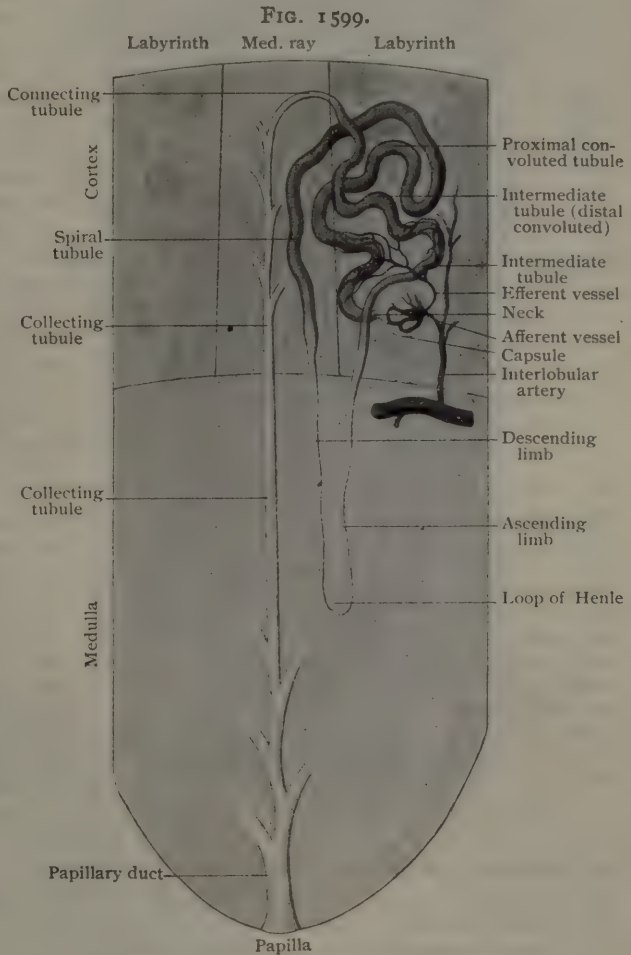 FIG. 1599.
Labyrinth Med. ray Labyrinth
Connecting
tubule
Cortex
Spiral
tubule
Collecting
tubule
Collecting
tubule
Medulla
Papillary duct
Papilla
Proximal con-
voluted tubule
Intermediate
tubule (distal
convoluted)
Intermediate
tubule
Efferent vessel
Neck
Afferent vessel
Capsule
Interlobular
artery
Descending
limb
Ascending
limb
Loop of Henle